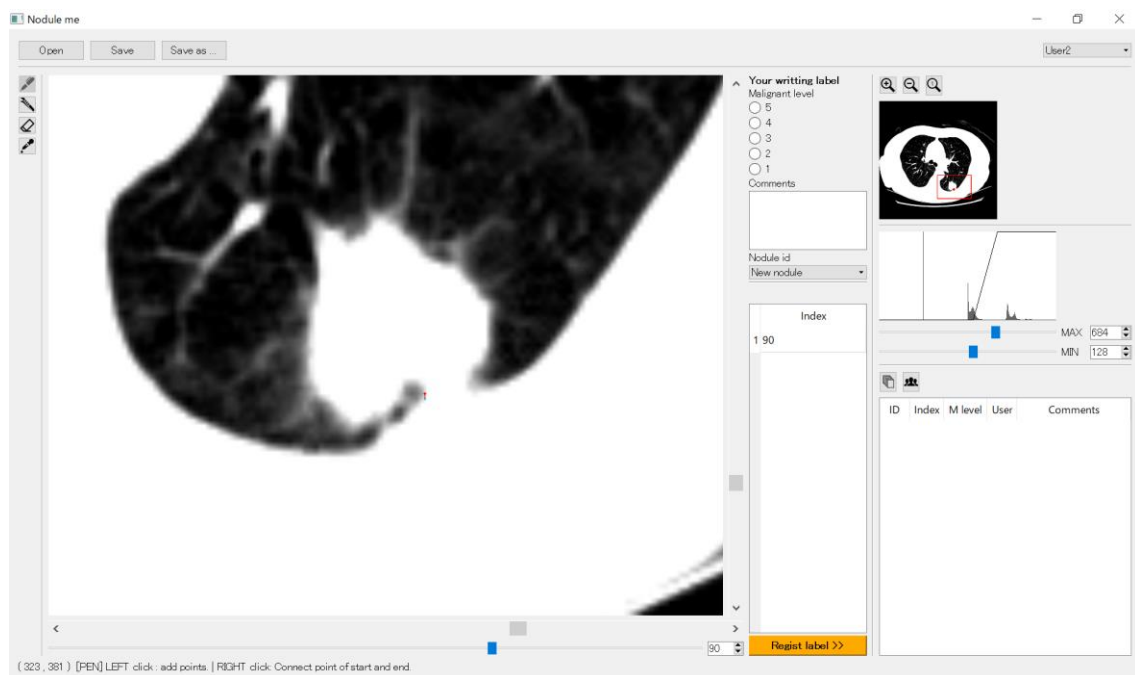 Nodule me
Open Save Save as ...
User2
Your writting label
Malignant level
5
4
3
2
1
Comments
Nodule id
New nodule
Index
1 90
Regist label >>
MAX 684
MIN 128
ID Index M level User Comments
90
( 323 , 381 ) [PEN] LEFT click : add points. | RIGHT click: Connect point of start and end.